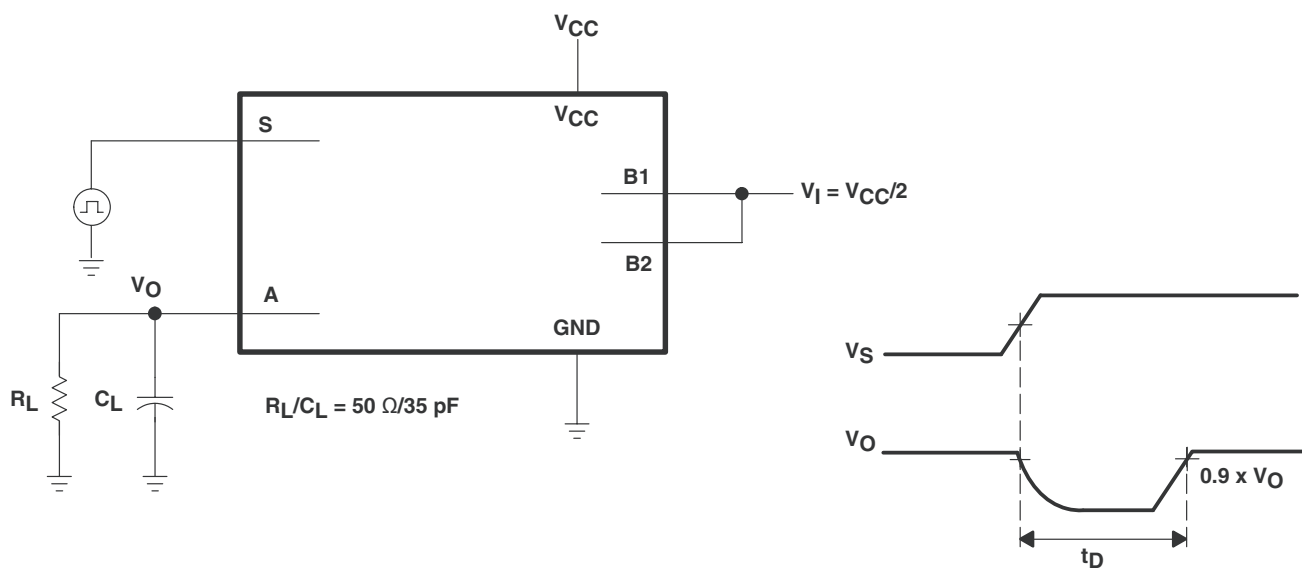 VCC
VCC
S
B1
VI = VCC/2
B2
VO
A
GND
RL
CL
RL/CL = 50 Ω/35 pF
VS
VO
0.9 x VO
tD